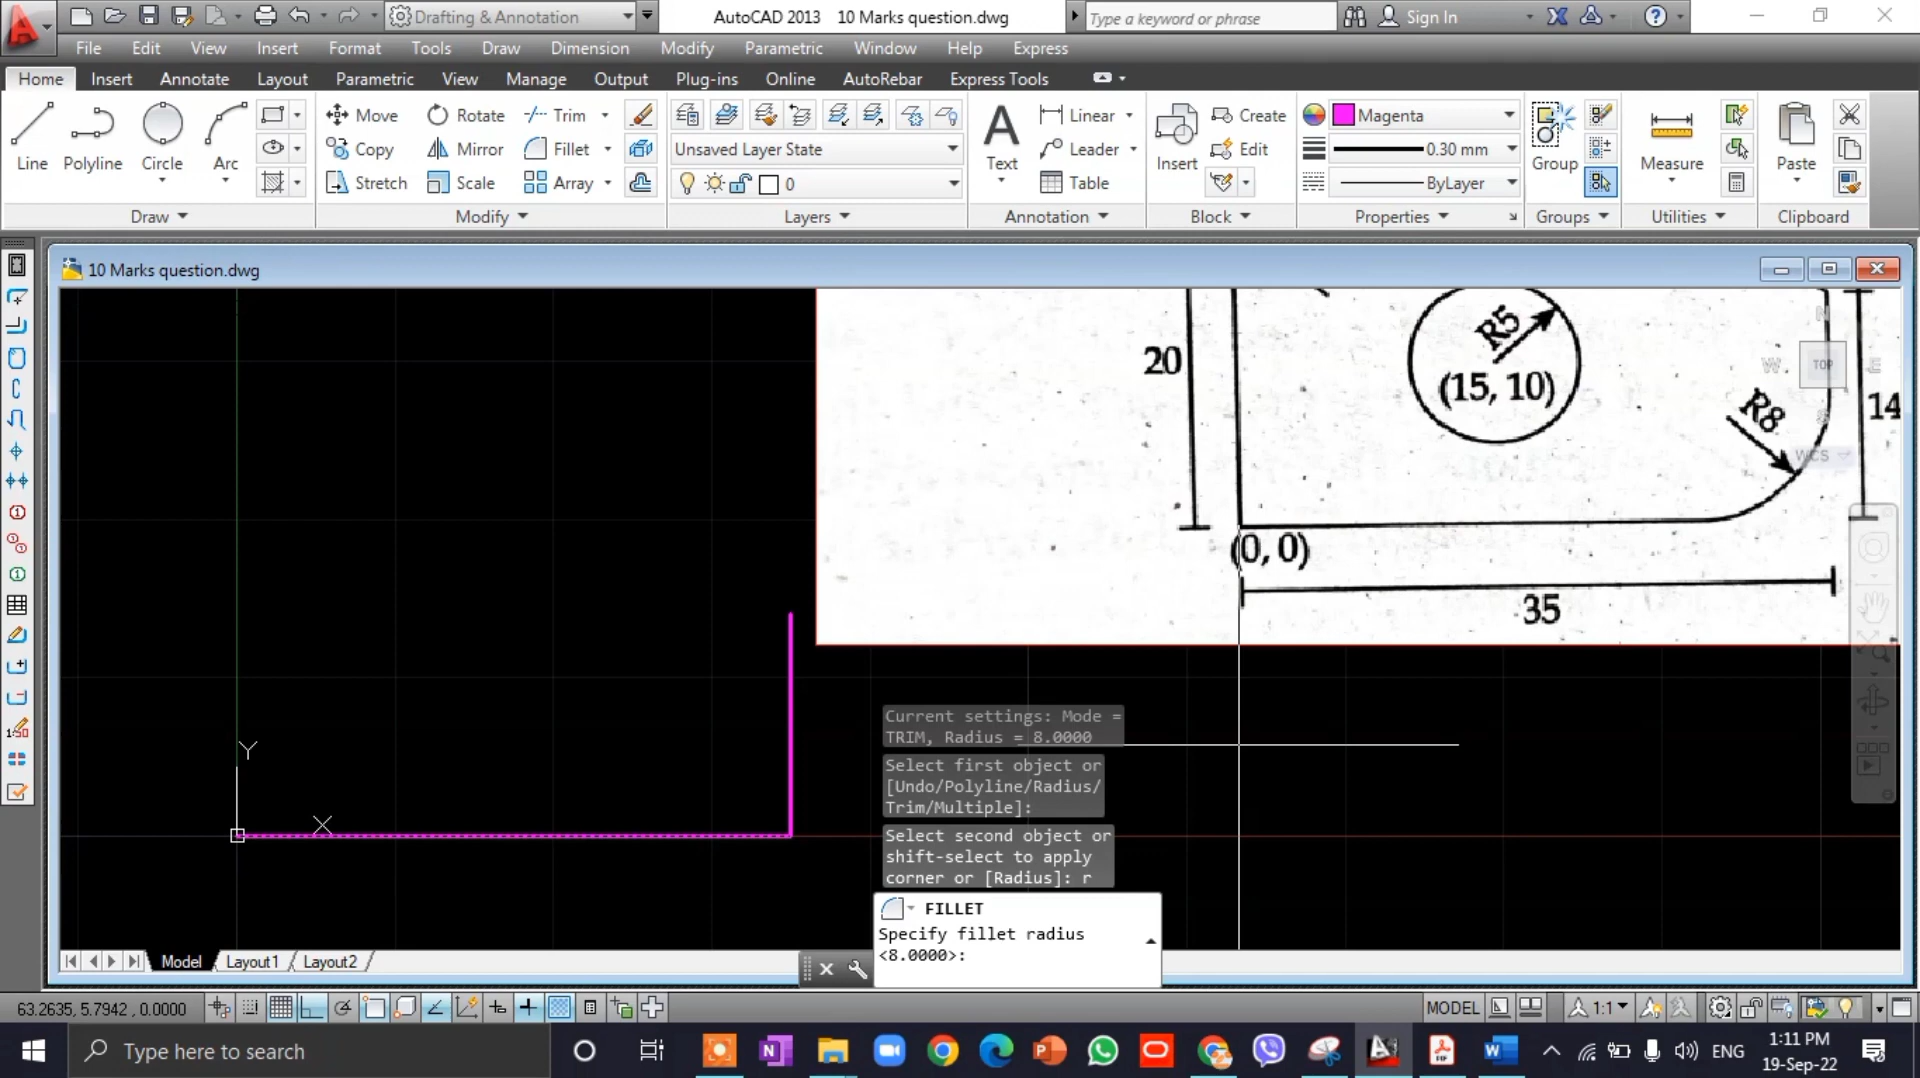 Drafting & Annotation
AutoCAD 2013 10 Marks question.dwg
Type a keyword or phrase
Sign In
File Edit View Insert Format Tools Draw Dimension Modify Parametric Window Help Express
Home Insert Annotate Layout Parametric View Manage Output Plug-ins Online AutoRebar Express Tools
Move Rotate Trim Linear Create Magenta
Copy Mirror Fillet Unsaved Layer State Leader Edit 0.30 mm
Line Polyline Circle Arc Text Insert Group Measure Paste
Stretch Scale Array 0 Table ByLayer
Draw Modify Layers Annotation Block Properties Groups Utilities Clipboard
10 Marks question.dwg
R5
20
(15, 10)
R8
14
N
W TOP E
S
WCS
(0, 0)
35
Y
X
Current settings: Mode =
TRIM, Radius = 8.0000
Select first object or
[Undo/Polyline/Radius/
Trim/Multiple]:
Select second object or
shift-select to apply
corner or [Radius]: r
FILLET
Specify fillet radius
<8.0000>:
Model Layout1 Layout2
63.2635, 5.7942 , 0.0000
MODEL 1:1
Type here to search
ENG
1:11 PM
19-Sep-22